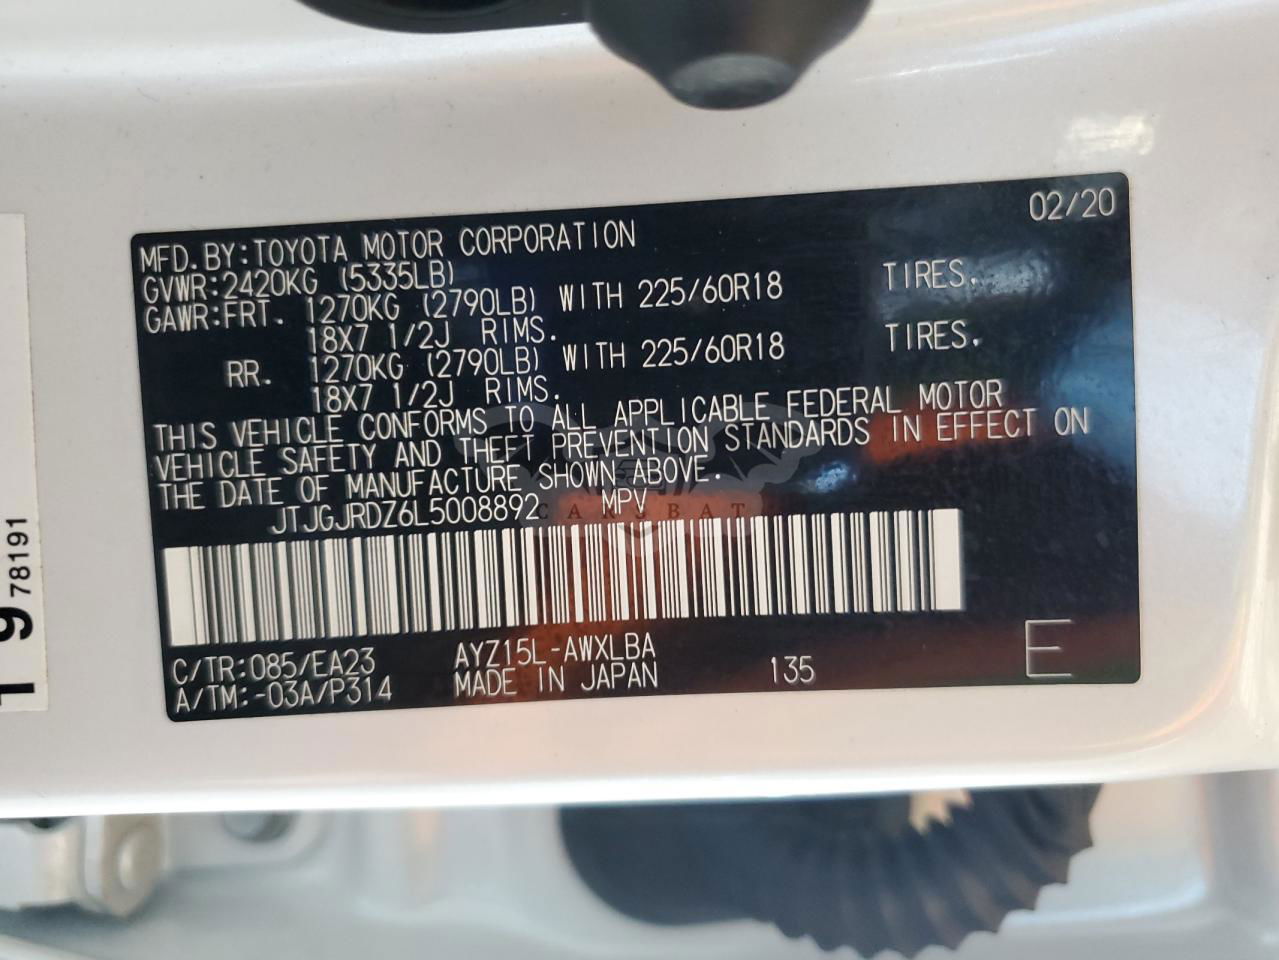 02/20
MFD.BY:TOYOTA MOTOR CORPORATION
GVWR:2420KG (5335LB)
GAWR:FRT. 1270KG (2790LB) WITH 225/60R18 TIRES.
18X7 1/2J RIMS.
RR. 1270KG (2790LB) WITH 225/60R18 TIRES.
18X7 1/2J RIMS.
THIS VEHICLE CONFORMS TO ALL APPLICABLE FEDERAL MOTOR
VEHICLE SAFETY AND THEFT PREVENTION STANDARDS IN EFFECT ON
THE DATE OF MANUFACTURE SHOWN ABOVE.
JTJGJRDZ6L5008892 MPV
CARSBAT
C/TR:085/EA23 AYZ15L-AWXLBA
A/TM:-03A/P314 MADE IN JAPAN 135 E
78191